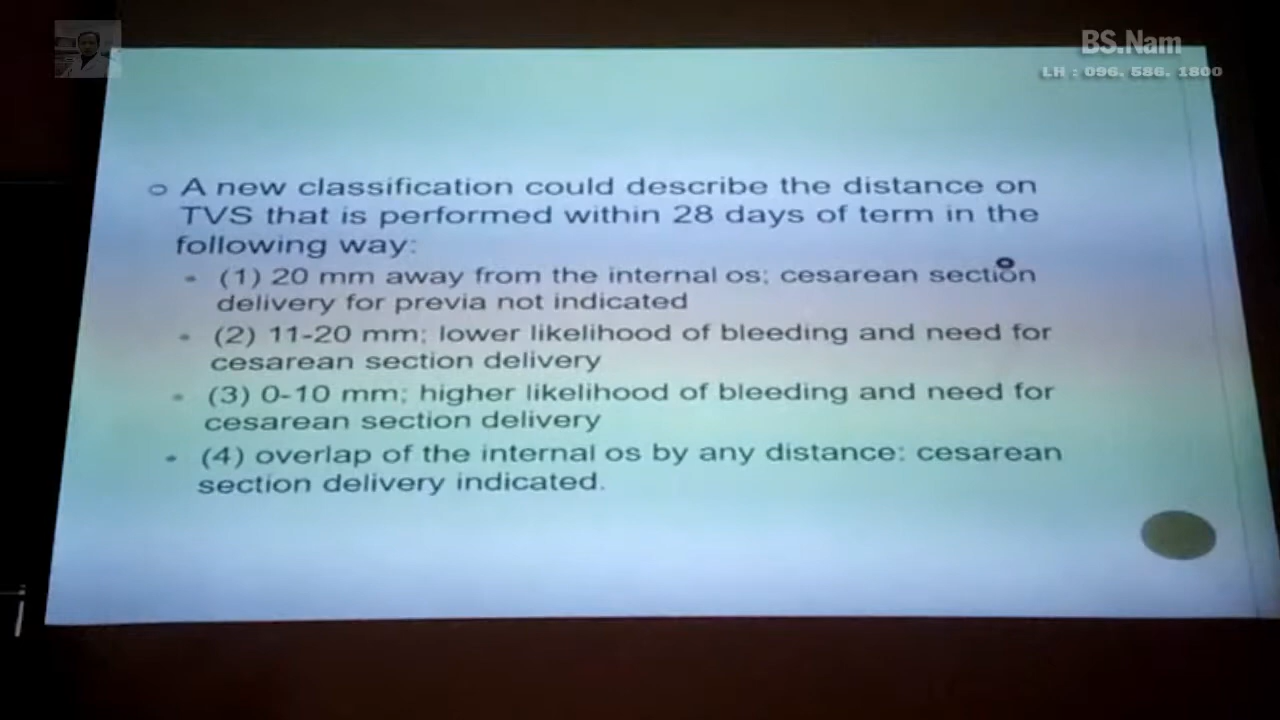 BS.Nam
LH : 096. 586. 1800
A new classification could describe the distance on
TVS that is performed within 28 days of term in the
following way:
(1) 20 mm away from the internal os; cesarean section
delivery for previa not indicated
(2) 11-20 mm; lower likelihood of bleeding and need for
cesarean section delivery
(3) 0-10 mm; higher likelihood of bleeding and need for
cesarean section delivery
(4) overlap of the internal os by any distance: cesarean
section delivery indicated.